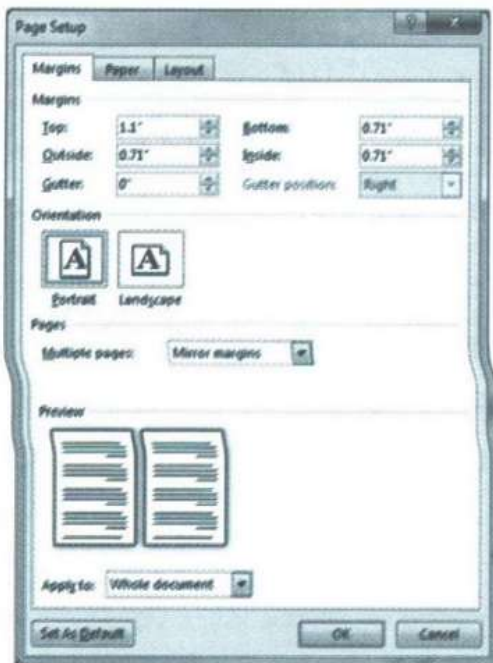 Page Setup
Margins Paper Layout
Margins
Top: 1.1" Bottom: 0.71"
Outside: 0.71" Inside: 0.71"
Gutter: 0" Gutter position: Right
Orientation
A A
Portrait Landscape
Pages
Multiple pages: Mirror margins
Preview
Apply to: Whole document
Set As Default OK Cancel